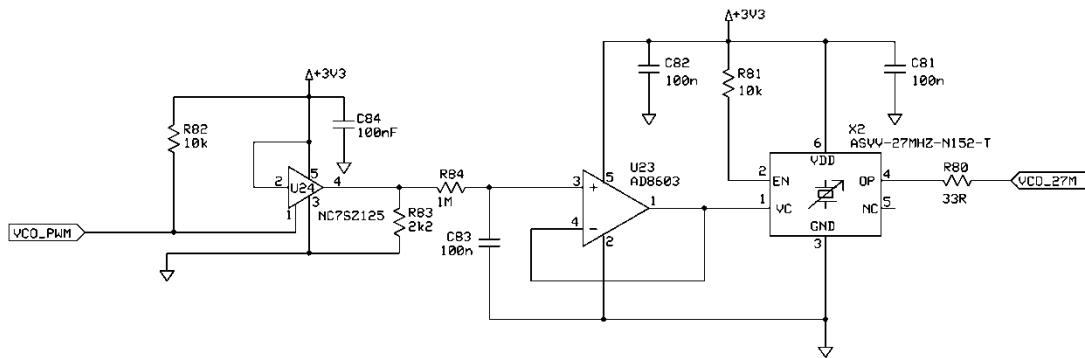 +3V3
C82
100n
R81
10k
C81
100n
+3V3
R82
10k
C84
100nF
X2
ASVV-27MHZ-N152-T
6
VDD
U23
AD8603
5
2
U24
4
5
3
1
NC7SZ125
R84
1M
3
+
4
-
1
2
2
EN
1
VC
OP
4
NC
5
GND
3
R80
33R
VCO_27M
R83
2k2
C83
100n
VCO_PWM